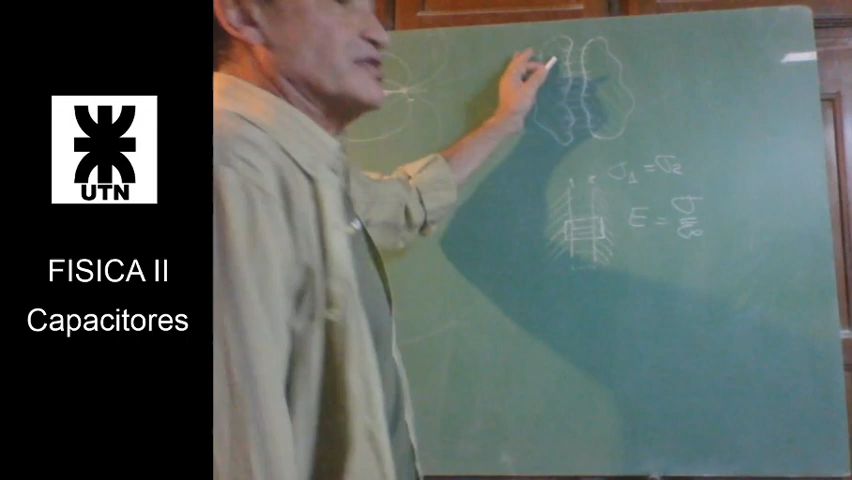 UTN
FISICA II
Capacitores
σ1 = σ2
E = σ/ε0